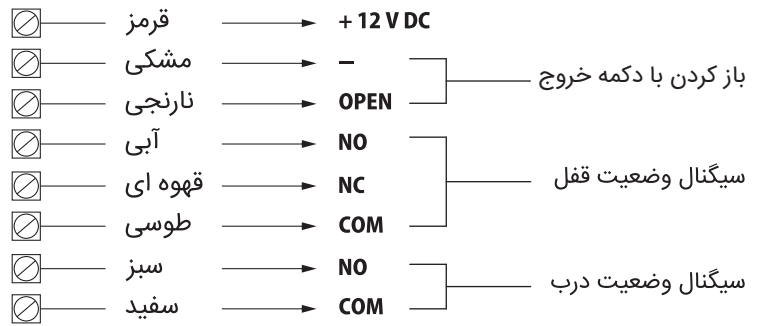 قرمز + 12 V DC
مشکی –
باز کردن با دکمه خروج
نارنجی OPEN
آبی NO
قهوه ای NC
سیگنال وضعیت قفل
طوسی COM
سبز NO
سیگنال وضعیت درب
سفید COM